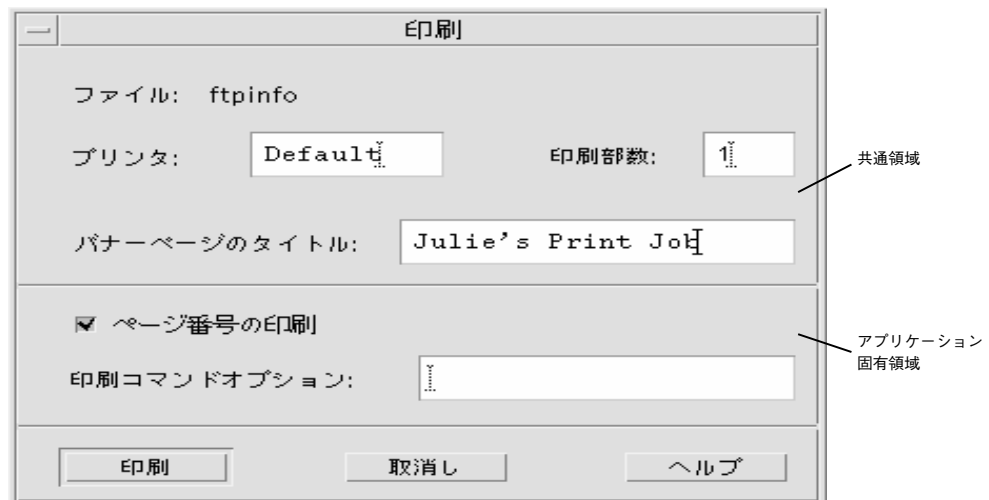 印刷
ファイル: ftpinfo
プリンタ: Default 印刷部数: 1
共通領域
バナーページのタイトル: Julie's Print Job
ページ番号の印刷
アプリケーション
固有領域
印刷コマンドオプション:
印刷 取消し ヘルプ